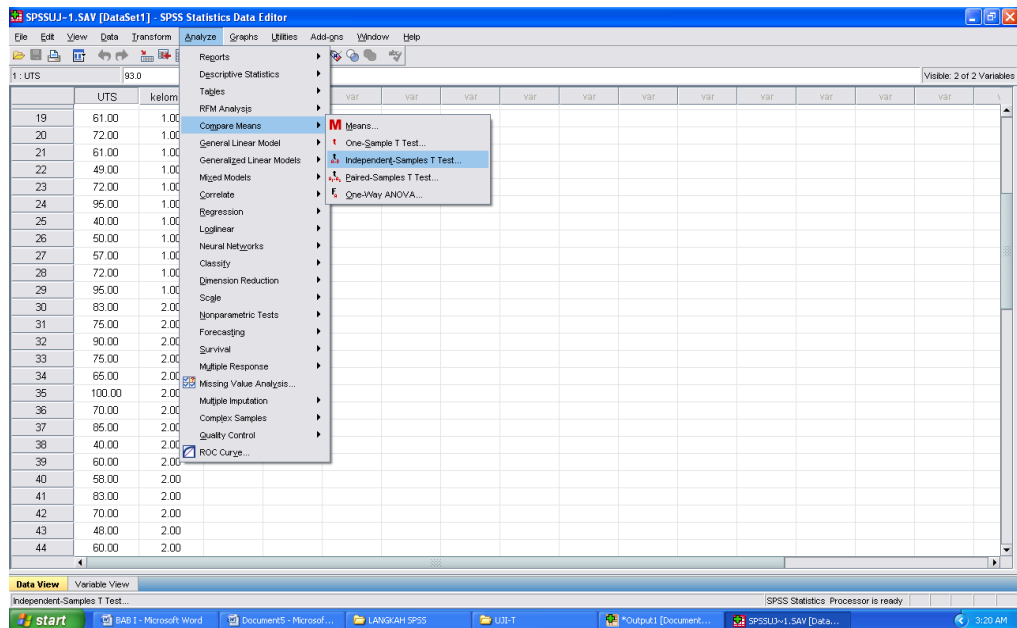 SPSSUJ~1.SAV [DataSet1] - SPSS Statistics Data Editor
File Edit View Data Transform Analyze Graphs Utilities Add-ons Window Help
1 : UTS 93.0 Visible: 2 of 2 Variables
UTS kelom var var var var var var var var var var var
19 61.00 1.00
20 72.00 1.00
21 61.00 1.00
22 49.00 1.00
23 72.00 1.00
24 95.00 1.00
25 40.00 1.00
26 50.00 1.00
27 57.00 1.00
28 72.00 1.00
29 95.00 1.00
30 83.00 2.00
31 75.00 2.00
32 90.00 2.00
33 75.00 2.00
34 65.00 2.00
35 100.00 2.00
36 70.00 2.00
37 85.00 2.00
38 40.00 2.00
39 60.00 2.00
40 58.00 2.00
41 83.00 2.00
42 70.00 2.00
43 48.00 2.00
44 60.00 2.00
Reports
Descriptive Statistics
Tables
RFM Analysis
Compare Means
General Linear Model
Generalized Linear Models
Mixed Models
Correlate
Regression
Loglinear
Neural Networks
Classify
Dimension Reduction
Scale
Nonparametric Tests
Forecasting
Survival
Multiple Response
Missing Value Analysis...
Multiple Imputation
Complex Samples
Quality Control
ROC Curve...
M Means...
One-Sample T Test...
Independent-Samples T Test...
Paired-Samples T Test...
One-Way ANOVA...
Data View Variable View
Independent-Samples T Test... SPSS Statistics Processor is ready
start BAB I - Microsoft Word Document5 - Microsof... LANGKAH SPSS UJI-T *Output1 [Document... SPSSUJ~1.SAV [Data... 3:20 AM